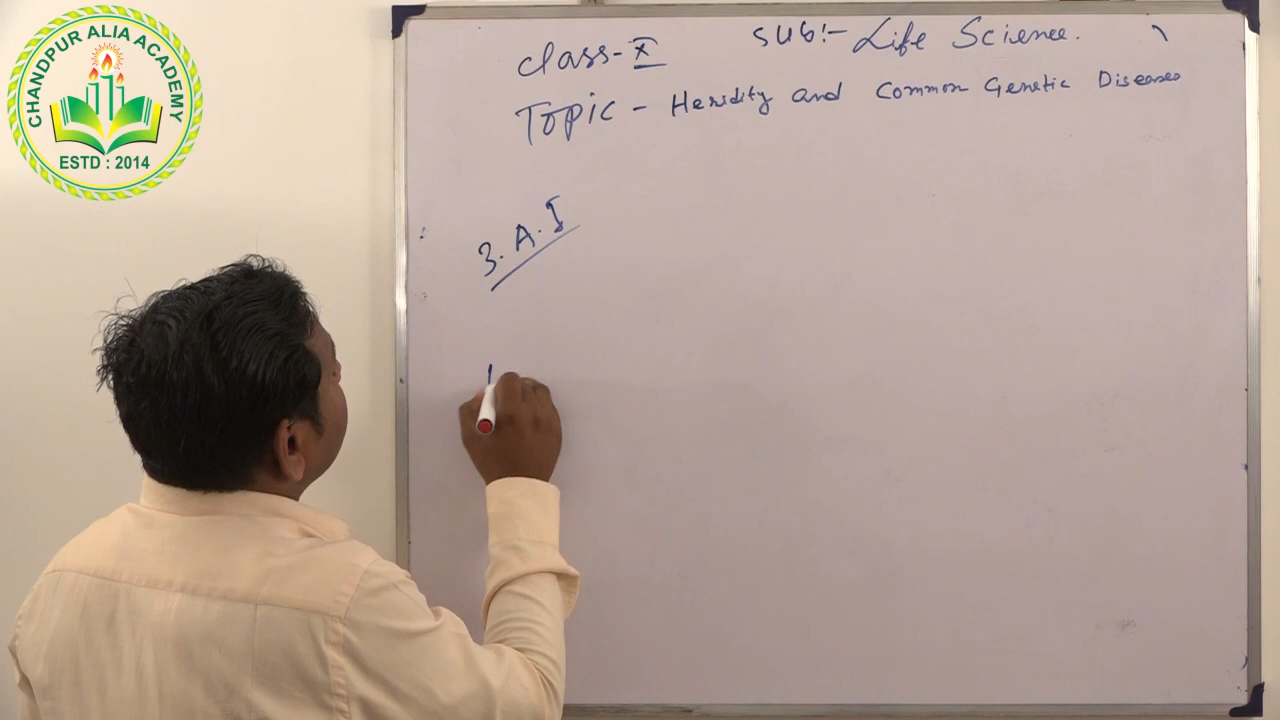 CHANDPUR ALIA ACADEMY
ESTD : 2014
Class-X Sub:- Life Science.
Topic - Heridity and Common Genetic Diseases
3. A. I